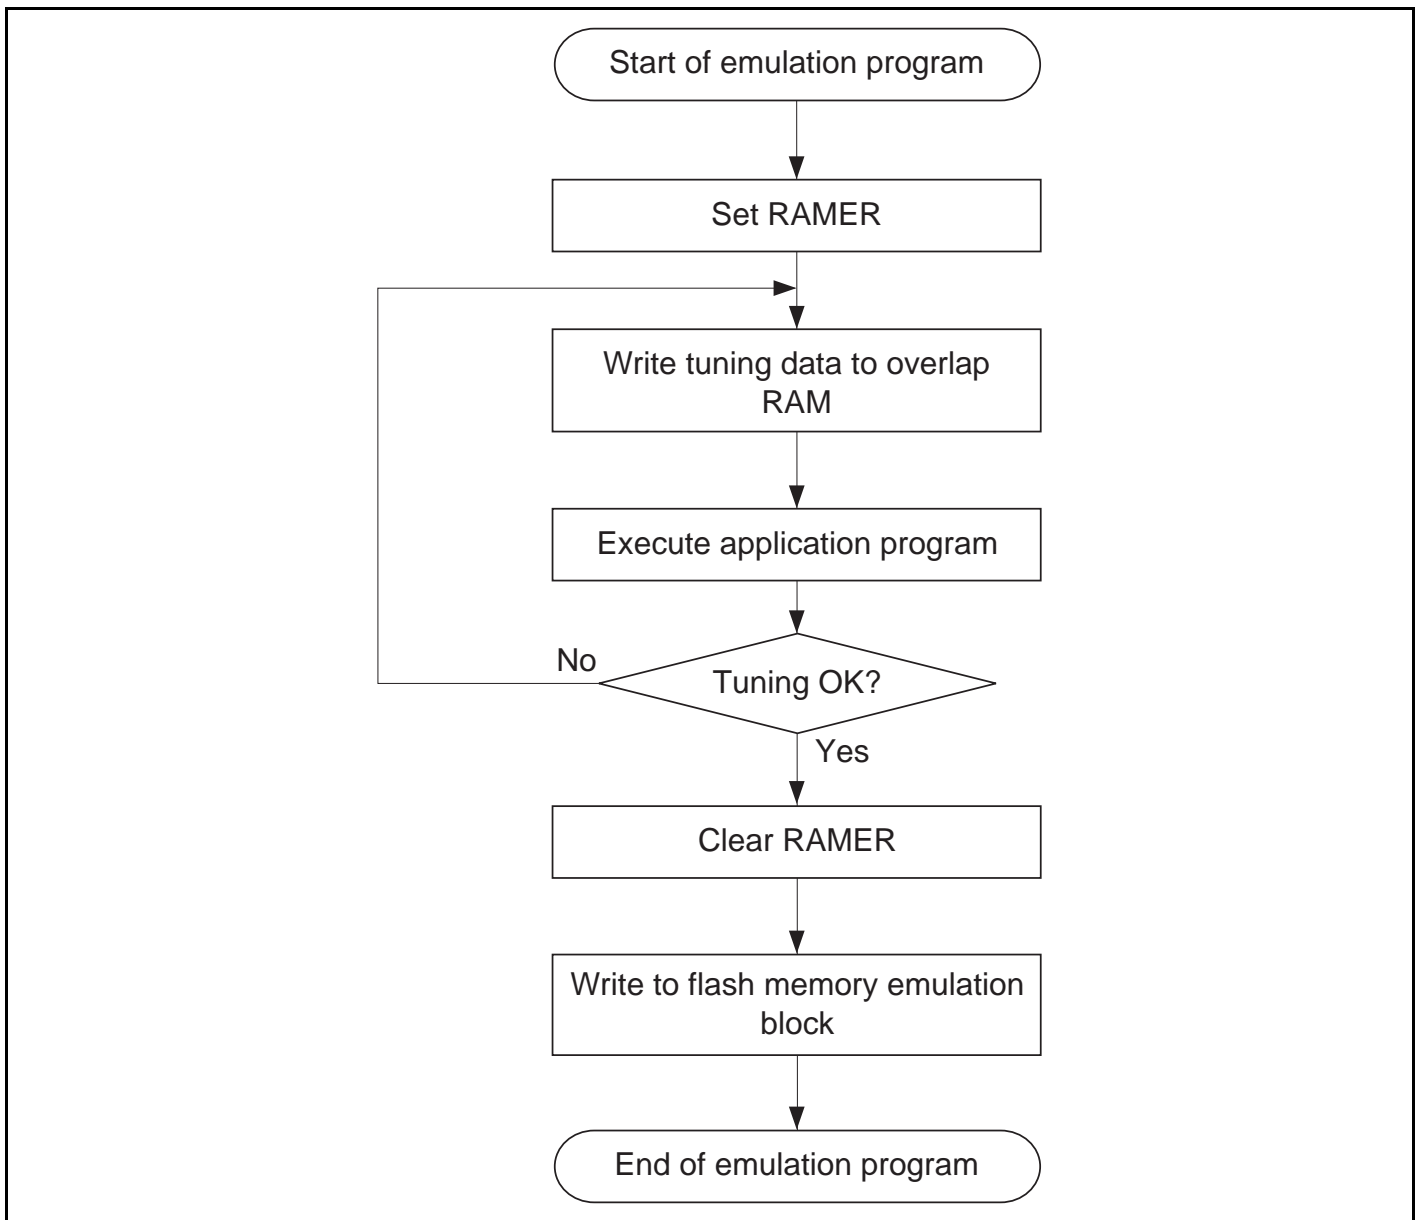 Start of emulation program
Set RAMER
Write tuning data to overlap
RAM
Execute application program
No
Tuning OK?
Yes
Clear RAMER
Write to flash memory emulation
block
End of emulation program